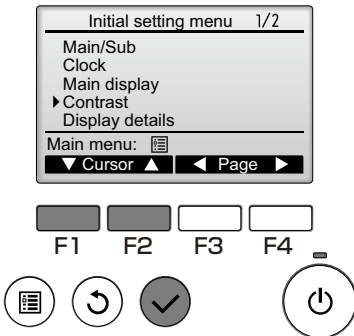 Initial setting menu 1/2
Main/Sub
Clock
Main display
Contrast
Display details
Main menu:
Cursor Page
F1 F2 F3 F4